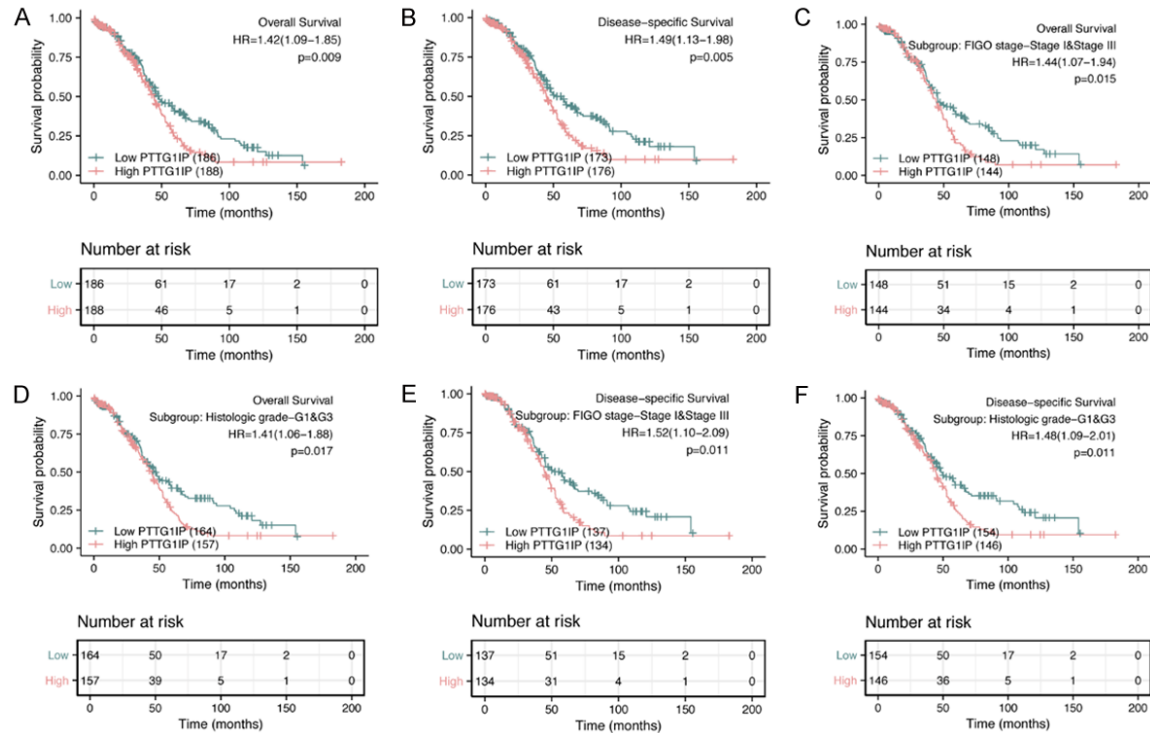 A
Overall Survival
HR=1.42(1.09−1.85)
p=0.009
Survival probability
1.00
0.75
0.50
0.25
0.00
Low PTTG1IP (186)
High PTTG1IP (188)
0 50 100 150 200
Time (months)
Number at risk
Low 186 61 17 2 0
High 188 46 5 1 0
0 50 100 150 200
Time (months)
B
Disease−specific Survival
HR=1.49(1.13−1.98)
p=0.005
Survival probability
1.00
0.75
0.50
0.25
0.00
Low PTTG1IP (173)
High PTTG1IP (176)
0 50 100 150 200
Time (months)
Number at risk
Low 173 61 17 2 0
High 176 43 5 1 0
0 50 100 150 200
Time (months)
C
Overall Survival
Subgroup: FIGO stage−Stage I&Stage III
HR=1.44(1.07−1.94)
p=0.015
Survival probability
1.00
0.75
0.50
0.25
0.00
Low PTTG1IP (148)
High PTTG1IP (144)
0 50 100 150 200
Time (months)
Number at risk
Low 148 51 15 2 0
High 144 34 4 1 0
0 50 100 150 200
Time (months)
D
Overall Survival
Subgroup: Histologic grade−G1&G3
HR=1.41(1.06−1.88)
p=0.017
Survival probability
1.00
0.75
0.50
0.25
0.00
Low PTTG1IP (164)
High PTTG1IP (157)
0 50 100 150 200
Time (months)
Number at risk
Low 164 50 17 2 0
High 157 39 5 1 0
0 50 100 150 200
Time (months)
E
Disease−specific Survival
Subgroup: FIGO stage−Stage I&Stage III
HR=1.52(1.10−2.09)
p=0.011
Survival probability
1.00
0.75
0.50
0.25
0.00
Low PTTG1IP (137)
High PTTG1IP (134)
0 50 100 150 200
Time (months)
Number at risk
Low 137 51 15 2 0
High 134 31 4 1 0
0 50 100 150 200
Time (months)
F
Disease−specific Survival
Subgroup: Histologic grade−G1&G3
HR=1.48(1.09−2.01)
p=0.011
Survival probability
1.00
0.75
0.50
0.25
0.00
Low PTTG1IP (154)
High PTTG1IP (146)
0 50 100 150 200
Time (months)
Number at risk
Low 154 50 17 2 0
High 146 36 5 1 0
0 50 100 150 200
Time (months)